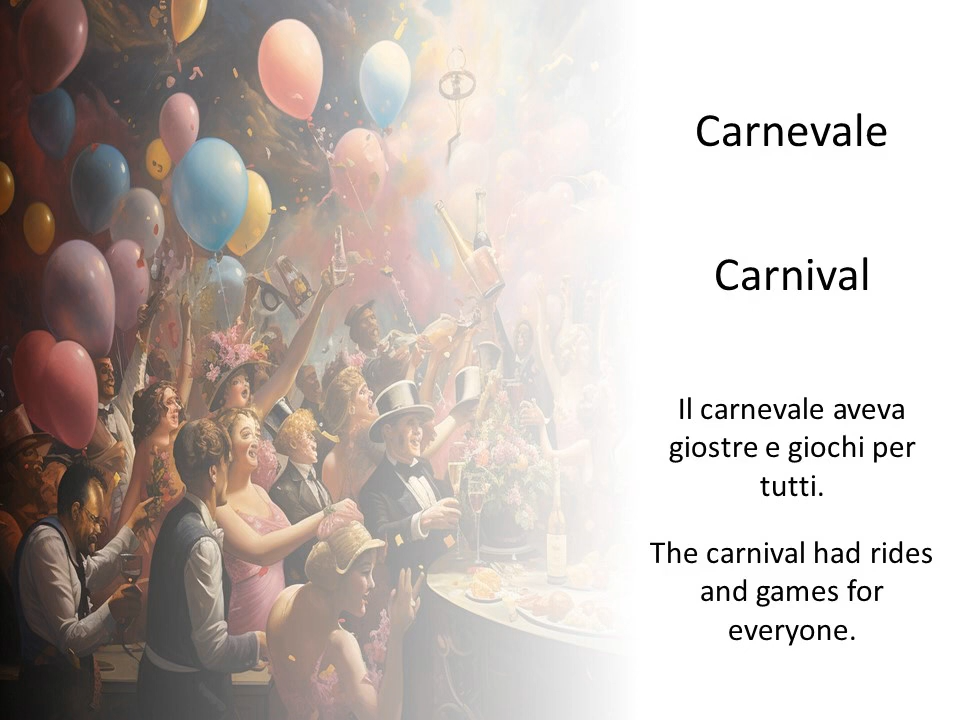 Carnevale
Carnival
Il carnevale aveva
giostre e giochi per
tutti.
The carnival had rides
and games for
everyone.